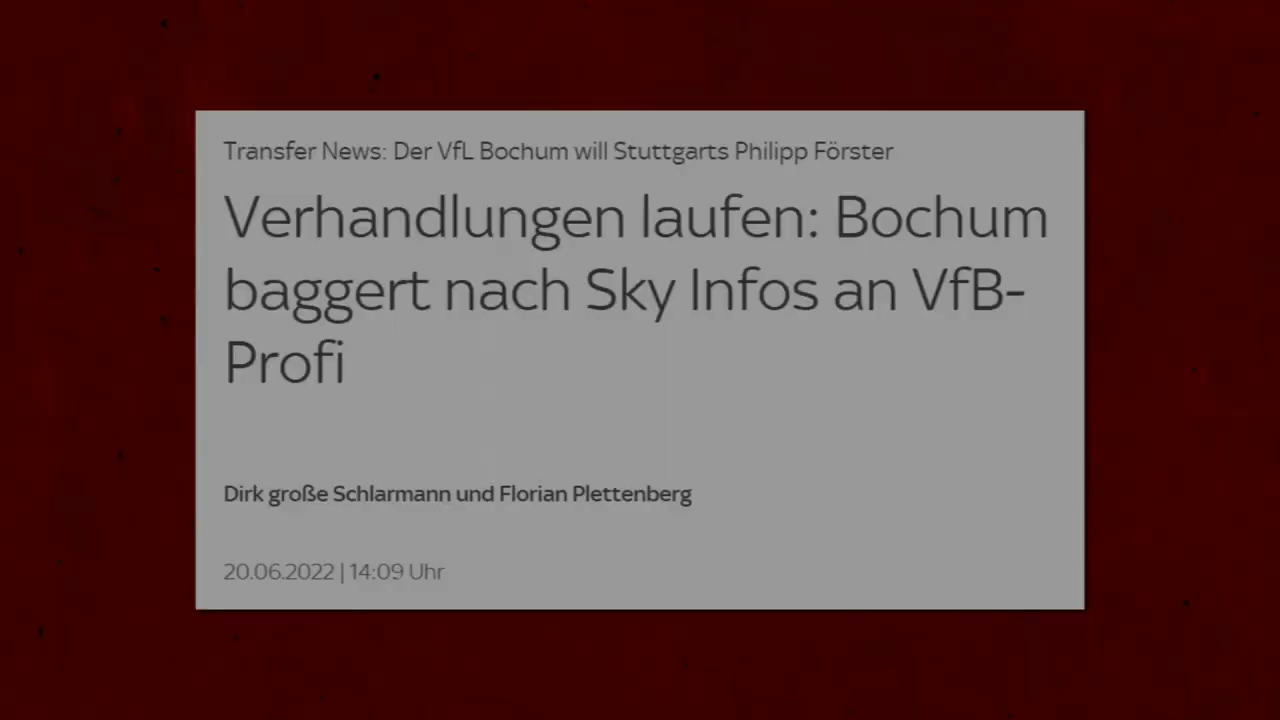 Transfer News: Der VfL Bochum will Stuttgarts Philipp Förster
Verhandlungen laufen: Bochum
baggert nach Sky Infos an VfB-
Profi
Dirk große Schlarmann und Florian Plettenberg
20.06.2022 | 14:09 Uhr